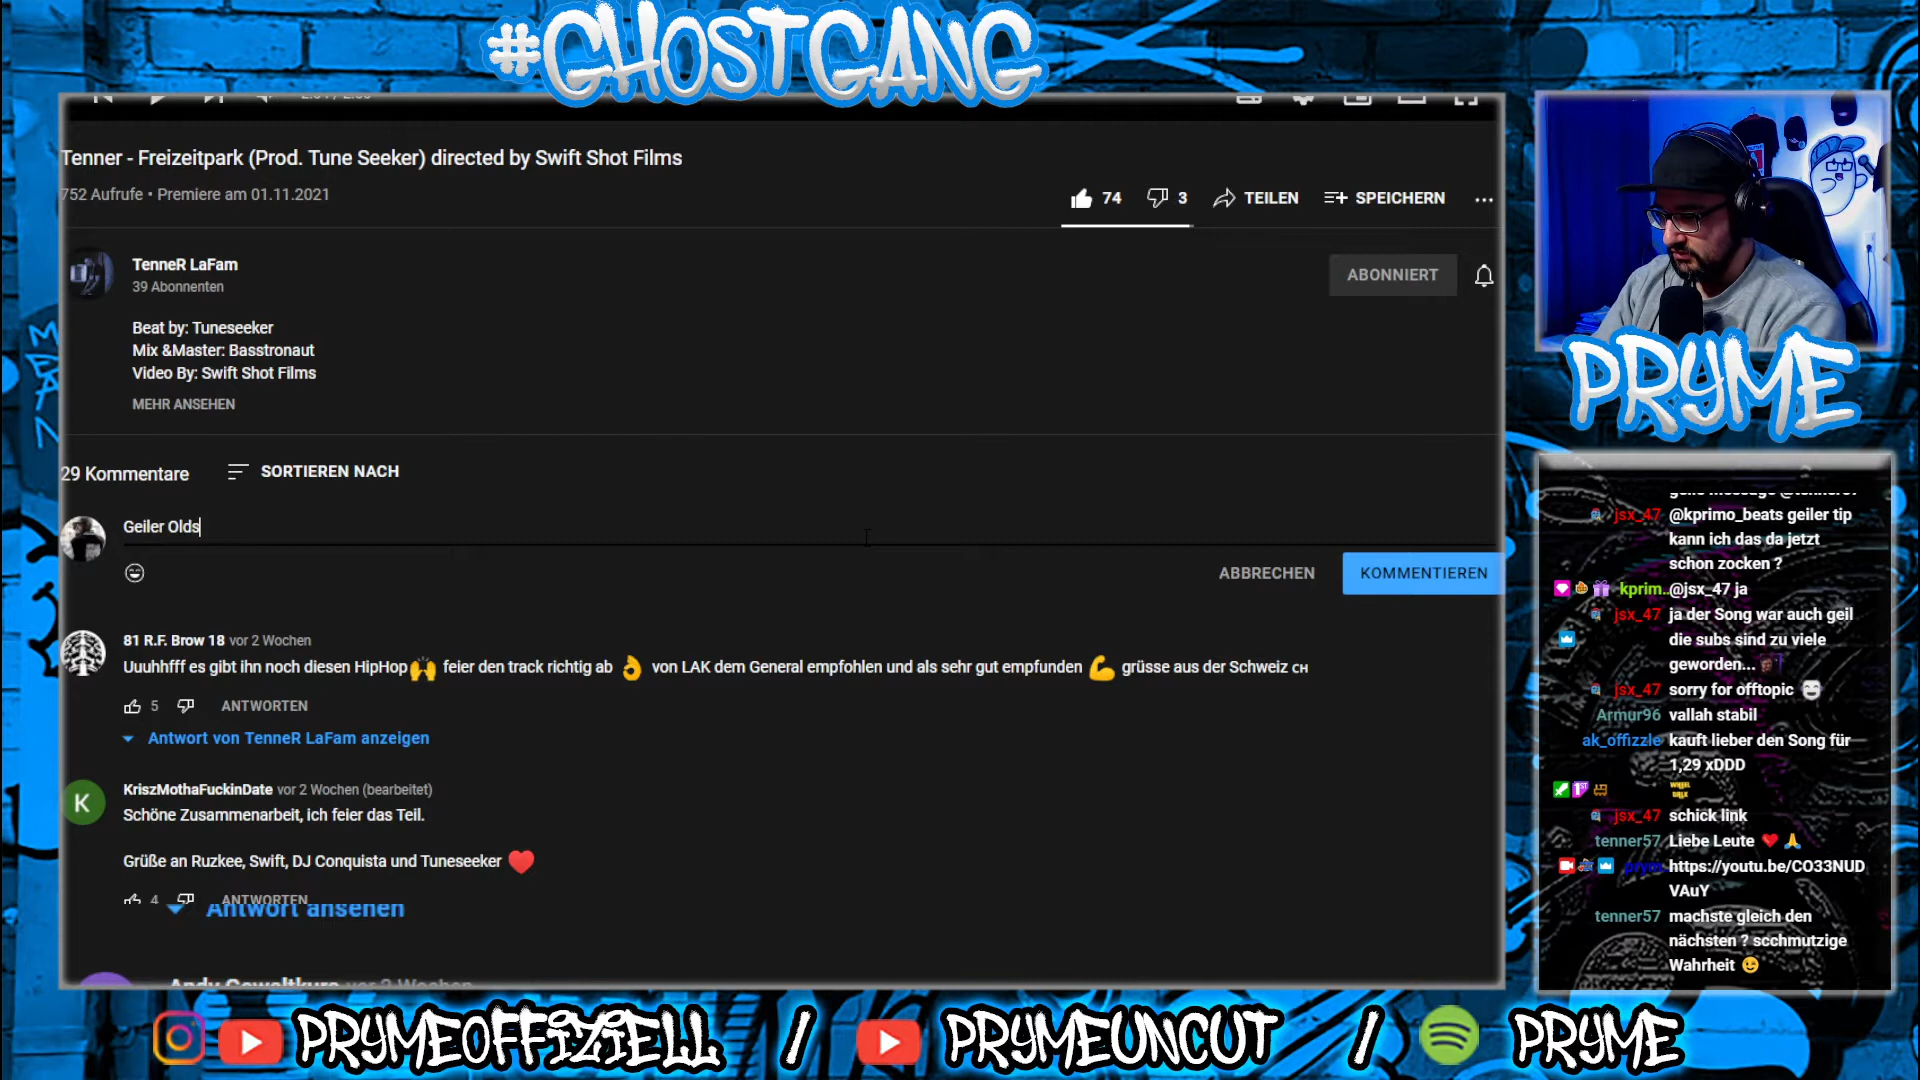 #GHOSTGANG
Tenner - Freizeitpark (Prod. Tune Seeker) directed by Swift Shot Films
752 Aufrufe • Premiere am 01.11.2021
74
3
TEILEN
SPEICHERN
TenneR LaFam
39 Abonnenten
ABONNIERT
Beat by: Tuneseeker
Mix &Master: Basstronaut
Video By: Swift Shot Films
MEHR ANSEHEN
29 Kommentare
SORTIEREN NACH
Geiler Olds
ABBRECHEN
KOMMENTIEREN
81 R.F. Brow 18 vor 2 Wochen
Uuuhhfff es gibt ihn noch diesen HipHop🙌 feier den track richtig ab 👌 von LAK dem General empfohlen und als sehr gut empfunden 💪 grüsse aus der Schweiz CH
5
ANTWORTEN
Antwort von TenneR LaFam anzeigen
K
KriszMothaFuckinDate vor 2 Wochen (bearbeitet)
Schöne Zusammenarbeit, ich feier das Teil.
Grüße an Ruzkee, Swift, DJ Conquista und Tuneseeker ❤️
4
ANTWORTEN
Antwort ansehen
PRYME
jsx_47 @kprimo_beats geiler tip
kann ich das da jetzt
schon zocken ?
kprim.. @jsx_47 ja
jsx_47 ja der Song war auch geil
die subs sind zu viele
geworden...
jsx_47 sorry for offtopic
Armur96 vallah stabil
ak_offizzle kauft lieber den Song für
1,29 xDDD
jsx_47 schick link
tenner57 Liebe Leute ❤️ 🙏
prym.. https://youtu.be/CO33NUD
VAuY
tenner57 machste gleich den
nächsten ? scchmutzige
Wahrheit 😉
PRYMEOFFIZIELL / PRYMEUNCUT / PRYME